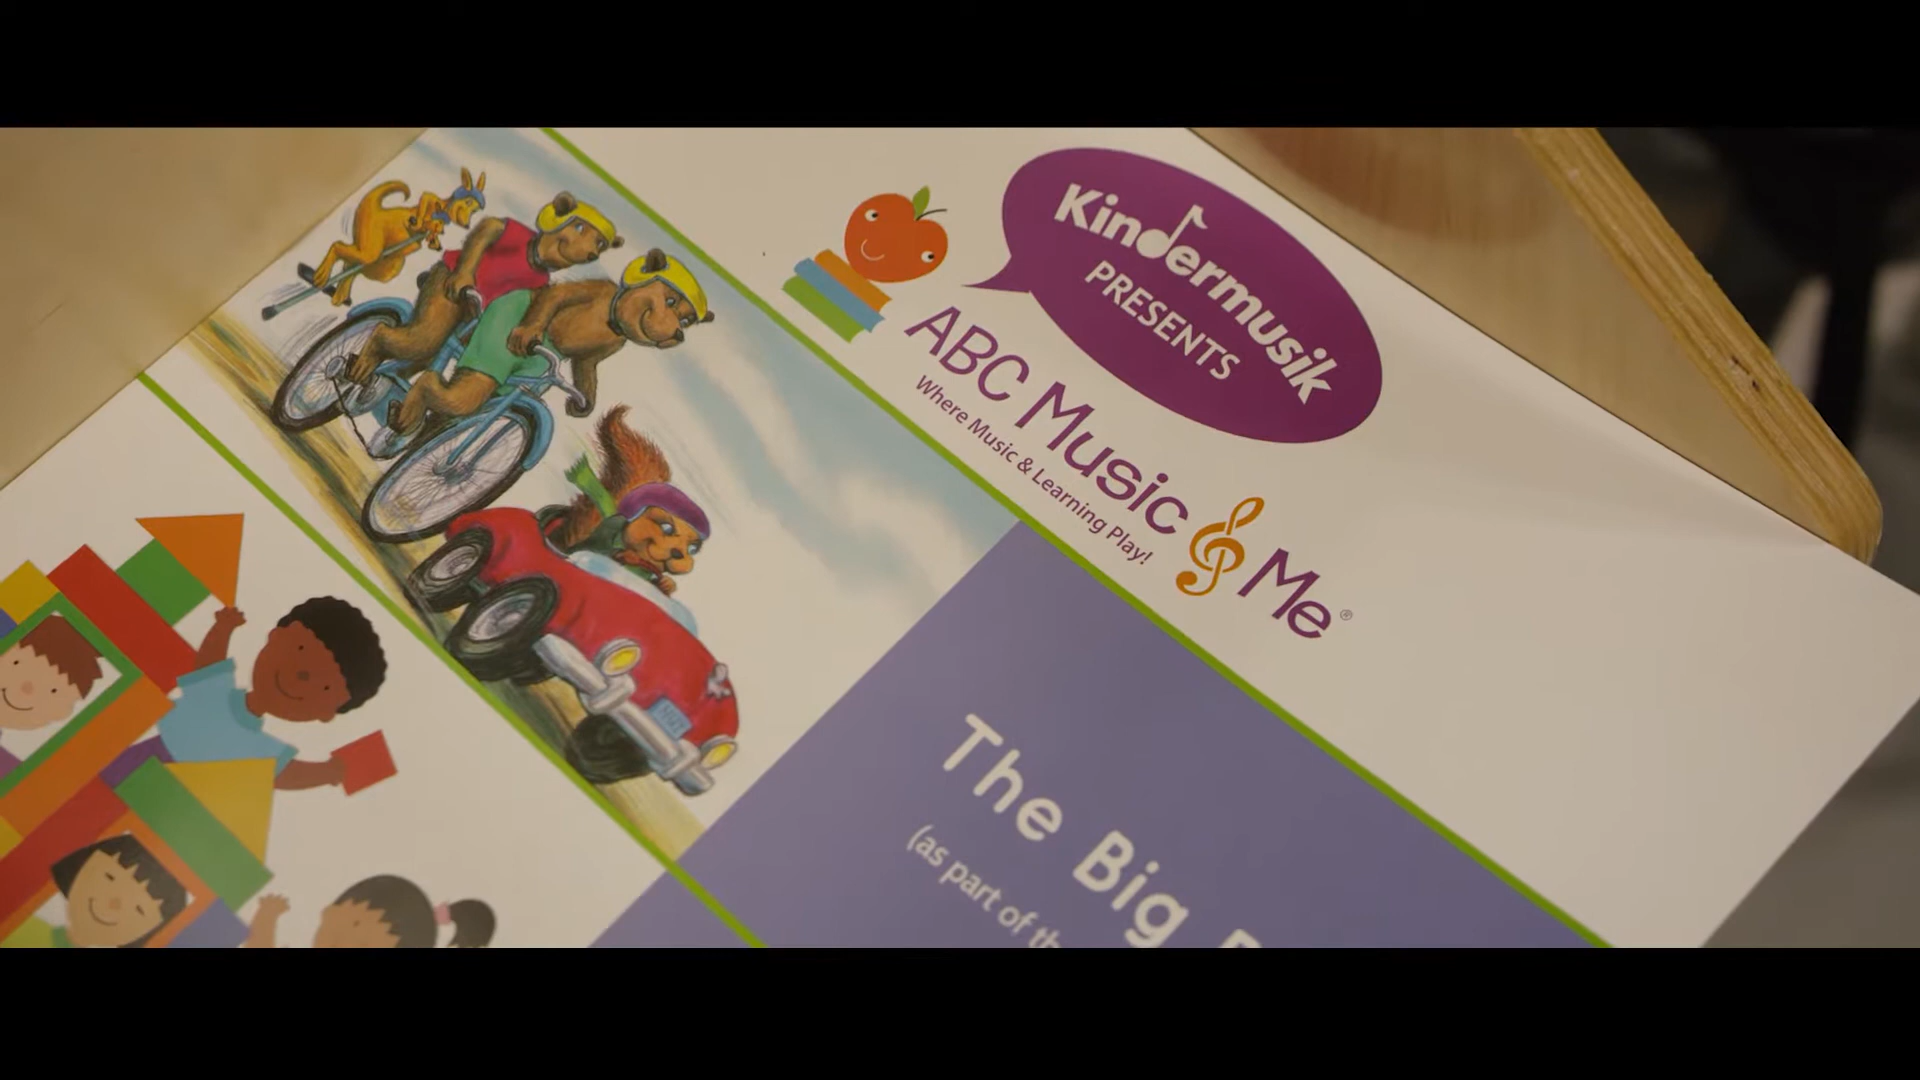 Kindermusik
PRESENTS
ABC Music & Me®
Where Music & Learning Play!
The Big
(as part of